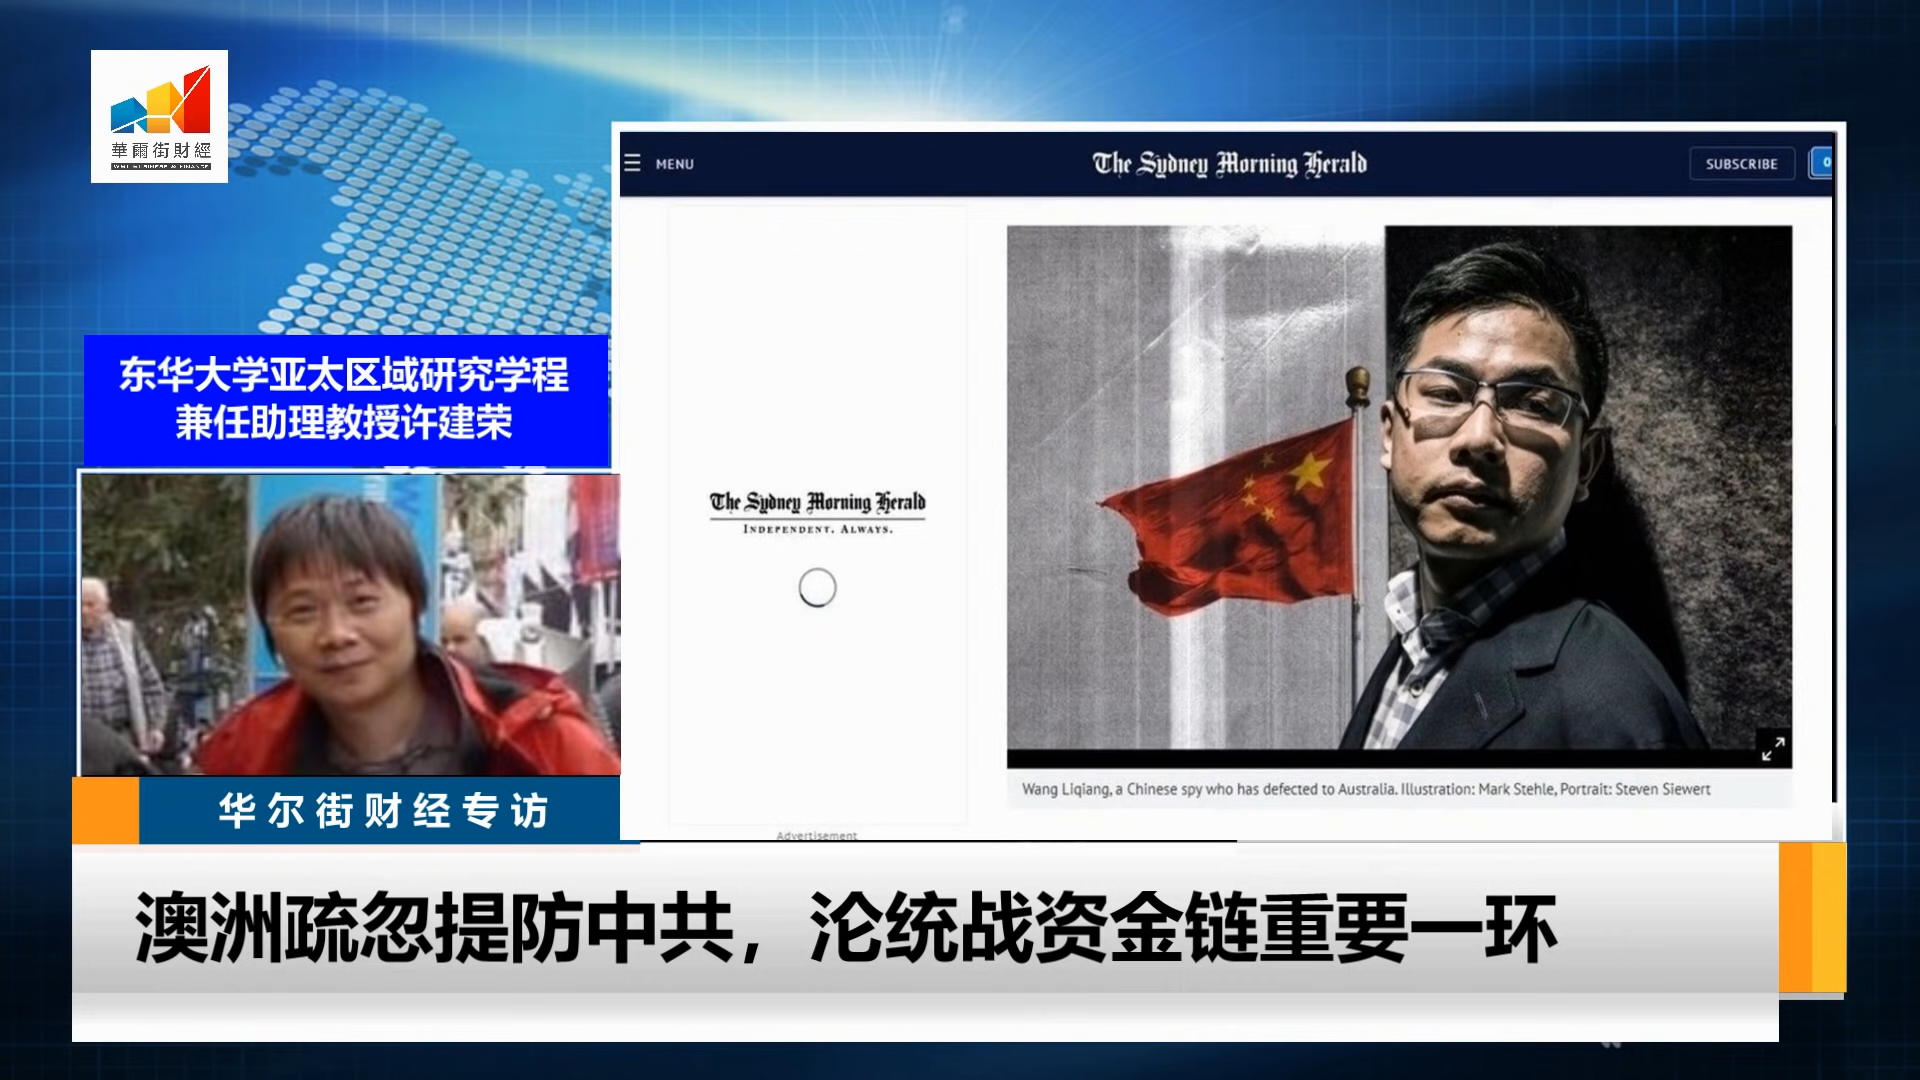 華爾街財經
MENU
The Sydney Morning Herald
SUBSCRIBE
东华大学亚太区域研究学程
兼任助理教授许建荣
The Sydney Morning Herald
INDEPENDENT. ALWAYS.
Wang Liqiang, a Chinese spy who has defected to Australia. Illustration: Mark Stehle, Portrait: Steven Siewert
Advertisement
华尔街财经专访
澳洲疏忽提防中共，沦统战资金链重要一环